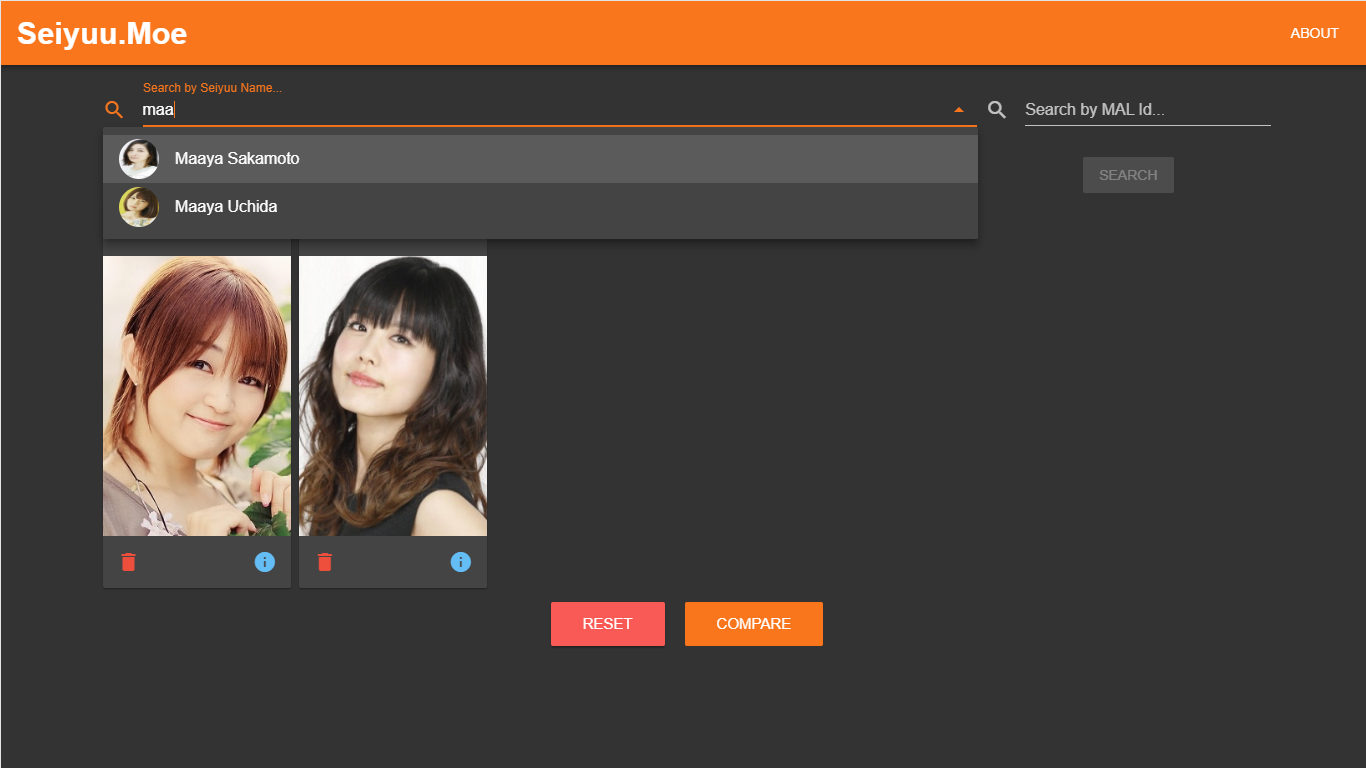 Seiyuu.Moe
ABOUT
Search by Seiyuu Name...
maa
Search by MAL Id...
Maaya Sakamoto
Maaya Uchida
SEARCH
RESET
COMPARE